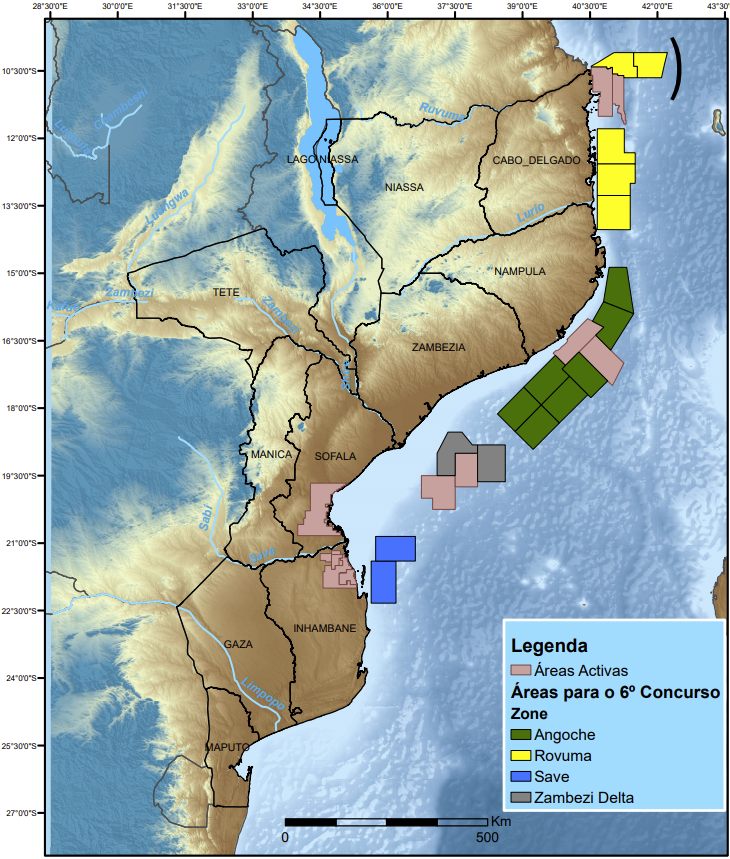 28°30'0"E 30°0'0"E 31°30'0"E 33°0'0"E 34°30'0"E 36°0'0"E 37°30'0"E 39°0'0"E 40°30'0"E 42°0'0"E
10°30'0"S
Rúvuma
12°0'0"S
LAGO NIASSA
CABO_DELGADO
NIASSA
Luangwa
13°30'0"S
Lurio
15°0'0"S
NAMPULA
TETE
Zambezi
Zambezi
Kafue
16°30'0"S
ZAMBEZIA
18°0'0"S
MANICA
SOFALA
19°30'0"S
Sabi
21°0'0"S
Save
22°30'0"S
INHAMBANE
GAZA
24°0'0"S
Limpopo
25°30'0"S
MAPUTO
27°0'0"S
Legenda
Áreas Activas
Áreas para o 6º Concurso
Zone
Angoche
Rovuma
Save
Zambezi Delta
Km
0 500